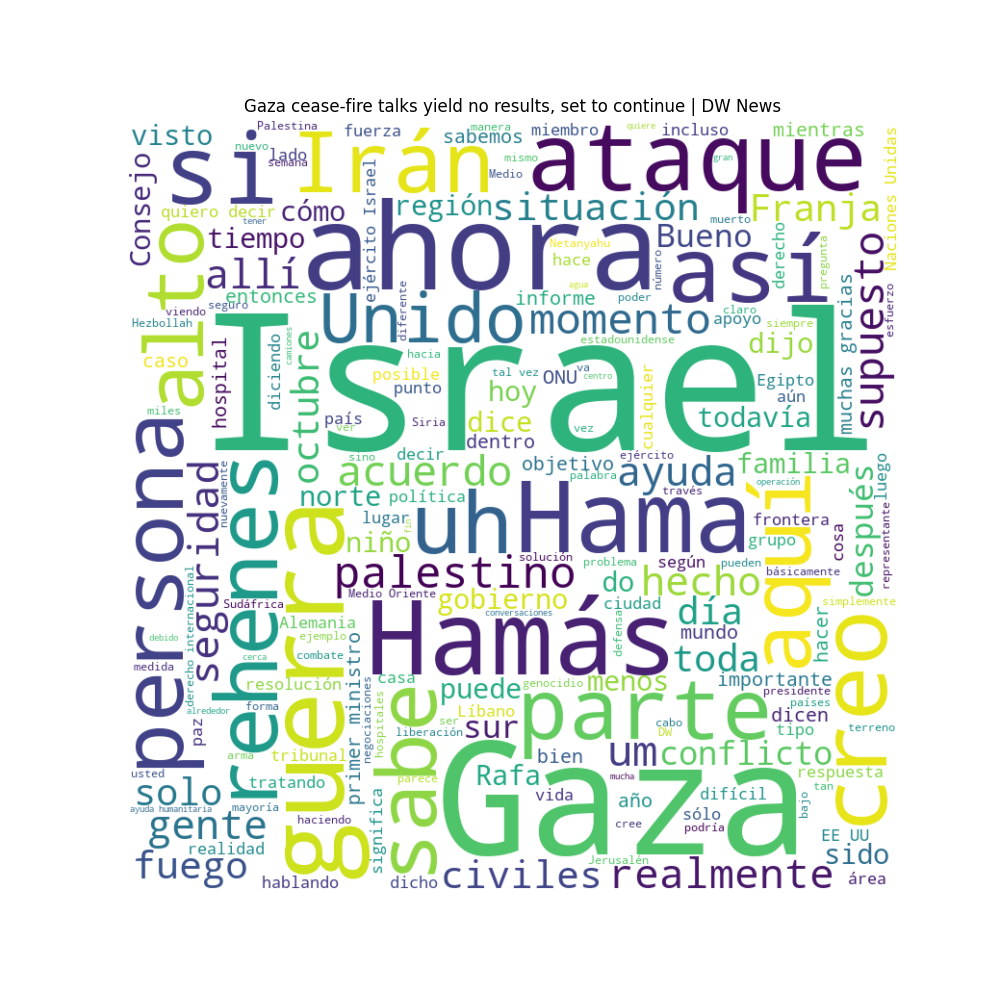 Gaza cease-fire talks yield no results, set to continue | DW News
visto
Palestina
fuerza
sabemos
manera
miembro
quiere
incluso
mientras
nuevo
lado
semana
si
Irán
mismo
Medio
ataque
gran
Naciones Unidas
Consejo
quiero decir
tener
cómo
región
situación
muerto
Franja
tiempo
ahora
Netanyahu
Bueno
derecho
pregunta
allí
ejército Israel
hace
número
así
supuesto
alto
entonces
agua
viendo
seguro
diferente
informe
poder
esfuerzo
Hezbollah
Unido
momento
apoyo
claro
siempre
muchas gracias
caso
hospital
diciendo
camiones
octubre
Israel
estadounidense
dijo
hacia
posible
tal vez
va
ONU
centro
cualquier
Egipto
punto
hoy
aún
miles
país
ver
Siria
dice
vez
todavía
persona
dentro
sino
decir
ejército
acuerdo
objetivo
palabra
ayuda
familia
luego
seguridad
nuevamente
rehenes
norte
política
través
operación
después
representante
guerra
lugar
fin
uh
Hama
aquí
frontera
cosa
niño
solución
problema
según
pueden
grupo
palestino
básicamente
derecho internacional
Medio Oriente
do
hecho
Sudáfrica
gobierno
ciudad
día
simplemente
conversaciones
Alemania
ejemplo
Hamás
defensa
mundo
hacer
creo
debido
cerca
combate
primer ministro
toda
medida
resolución
casa
sabe
puede
genocidio
menos
importante
presidente
países
alrededor
forma
negociaciones
hospitales
Líbano
parte
dicen
paz
ser
liberación
sur
cabo
DW
tipo
terreno
arma
tribunal
bien
um
conflicto
usted
tratando
parece
Gaza
Rafa
mucha
respuesta
solo
ayuda humanitaria
mayoría
vida
año
difícil
bajo
tan
gente
haciendo
significa
cree
sólo
podría
EE UU
realidad
fuego
hablando
dicho
civiles
Jerusalén
realmente
sido
área